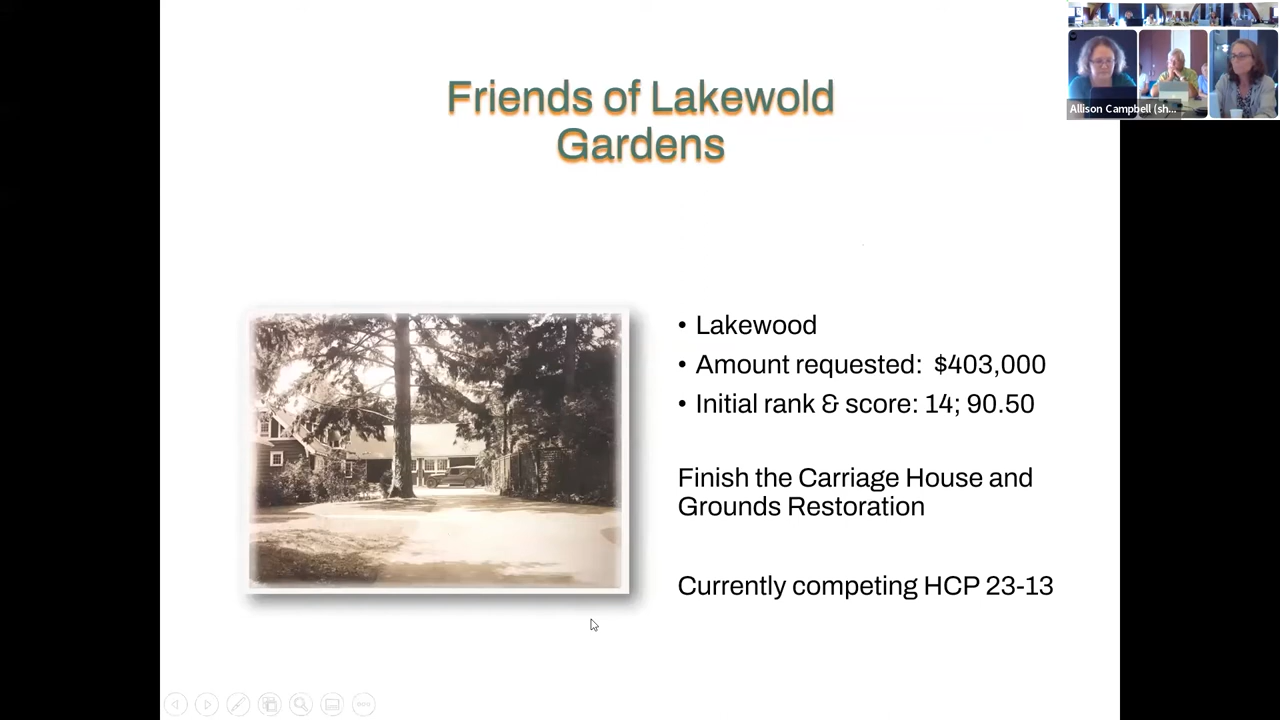 Friends of Lakewold
Gardens
• Lakewood
• Amount requested:  $403,000
• Initial rank & score: 14; 90.50
Finish the Carriage House and
Grounds Restoration
Currently competing HCP 23-13
Allison Campbell (sh...